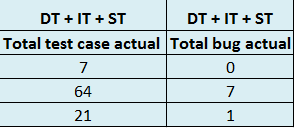 DT + IT + ST DT + IT + ST
Total test case actual Total bug actual
7 0
64 7
21 1